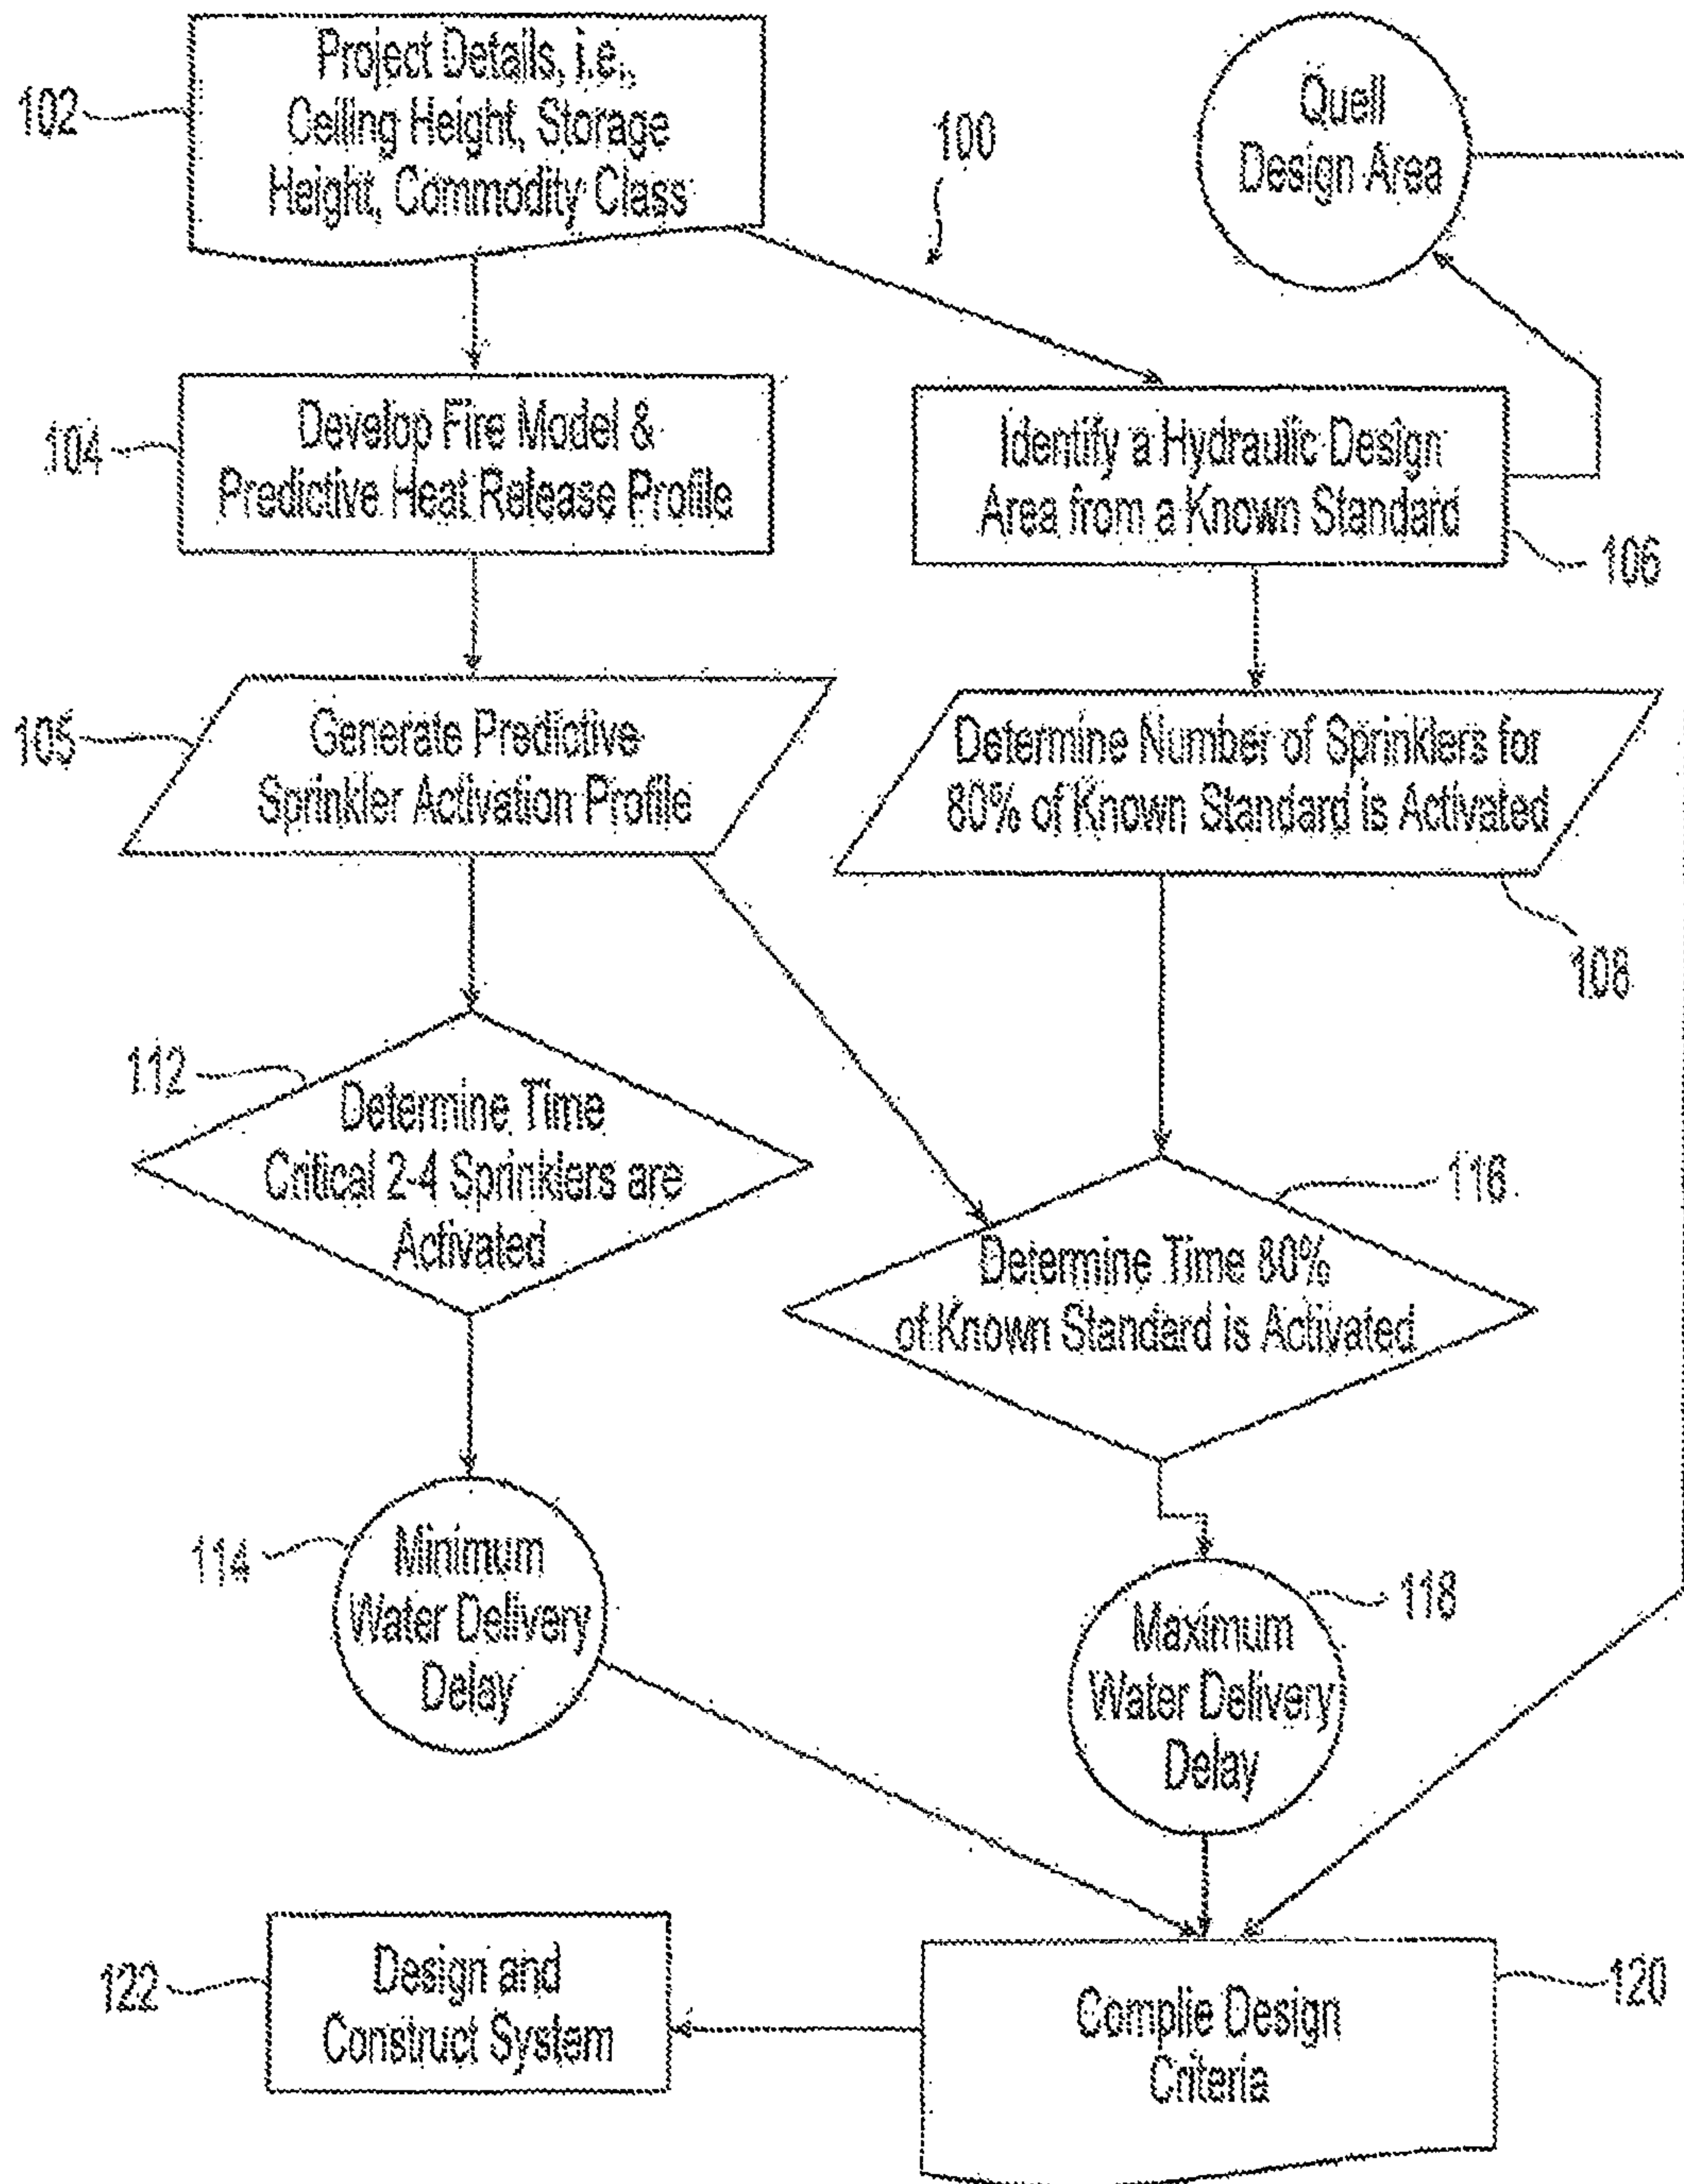 Project Details, i.e.,
Ceiling Height, Storage
Height, Commodity Class
102
100
Quell
Design Area
104
Develop Fire Model &
Predictive Heat Release Profile
Identify a Hydraulic Design
Area from a Known Standard
106
105
Generate Predictive
Sprinkler Activation Profile
Determine Number of Sprinklers for
80% of Known Standard is Activated
108
112
Determine Time
Critical 2-4 Sprinklers are
Activated
116
Determine Time 80%
of Known Standard is Activated
114
Minimum
Water Delivery
Delay
118
Maximum
Water Delivery
Delay
122
Design and
Construct System
120
Complie Design
Criteria